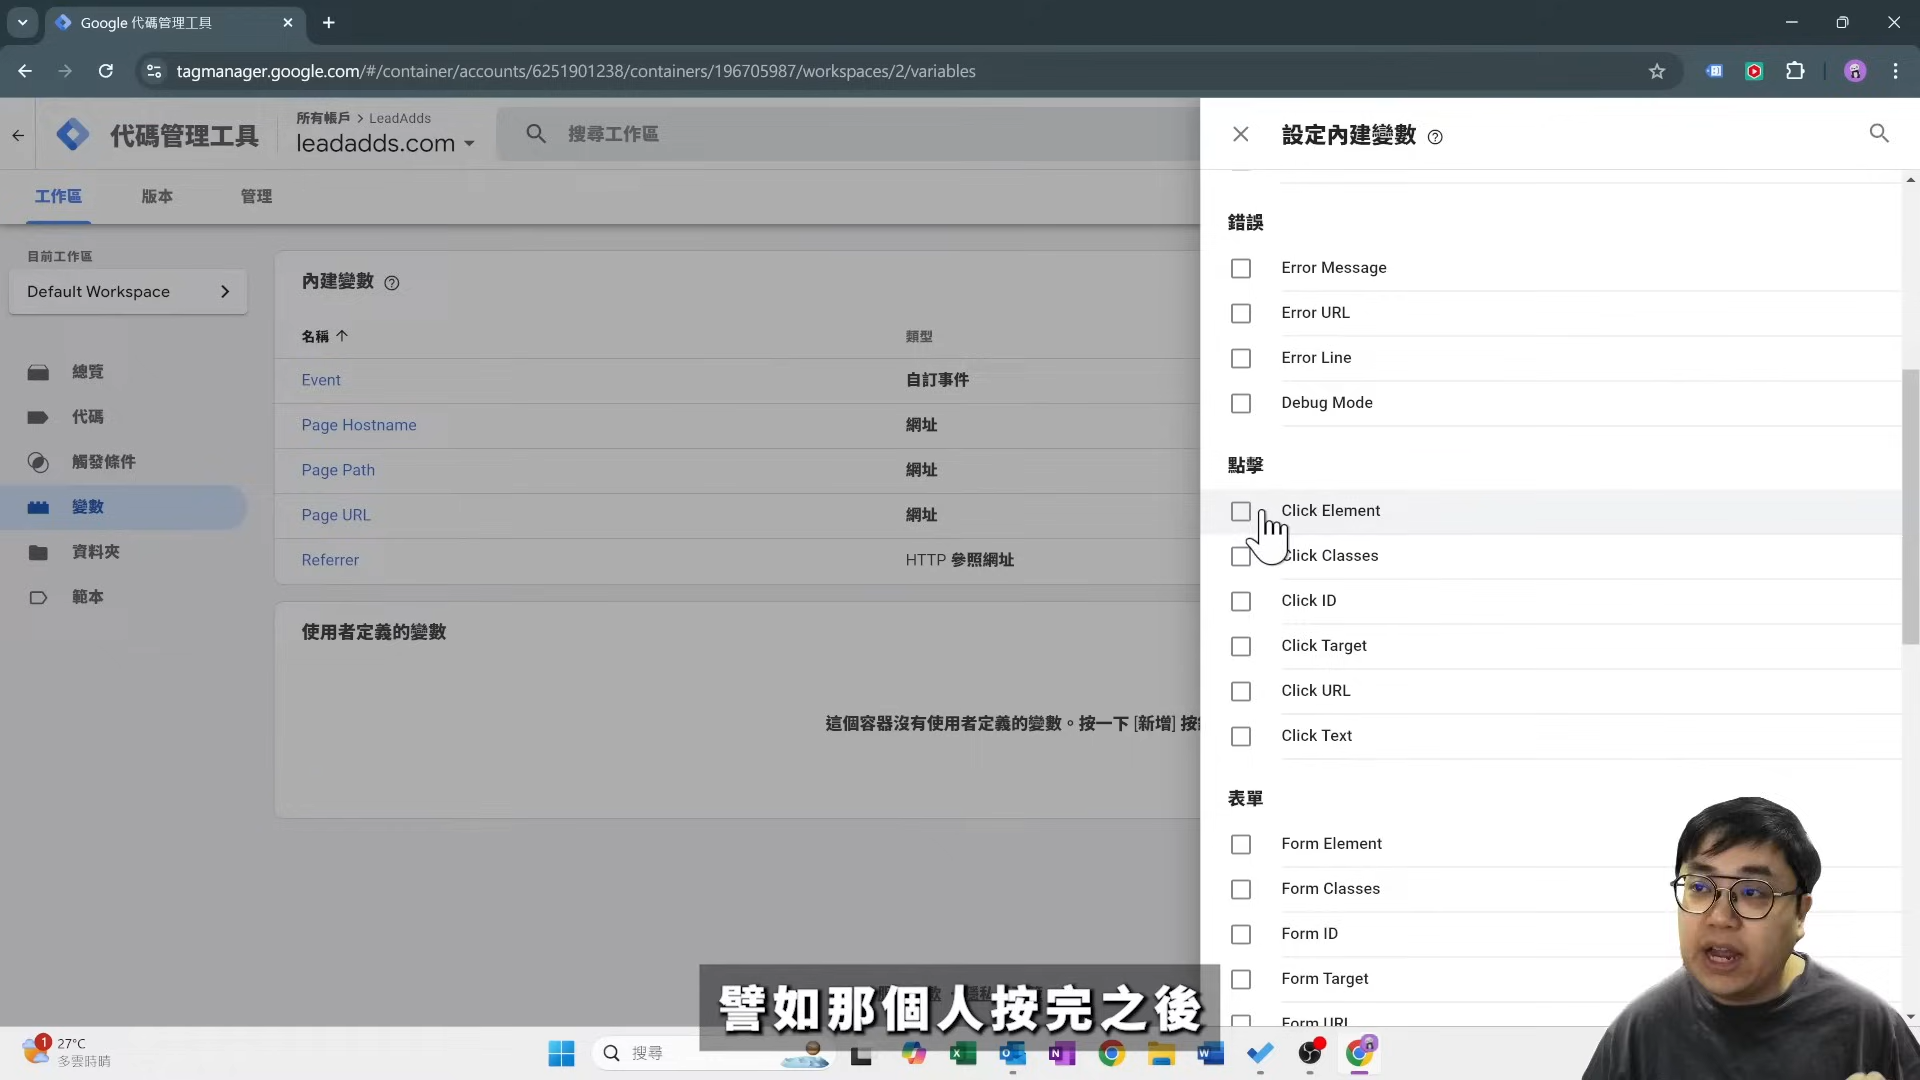 Google 代碼管理工具
tagmanager.google.com/#/container/accounts/6251901238/containers/196705987/workspaces/2/variables
代碼管理工具
所有帳戶 > LeadAdds
leadadds.com
搜尋工作區
工作區
版本
管理
目前工作區
Default Workspace
總覽
代碼
觸發條件
變數
資料夾
範本
內建變數
名稱
類型
Event
自訂事件
Page Hostname
網址
Page Path
網址
Page URL
網址
Referrer
HTTP 參照網址
使用者定義的變數
這個容器沒有使用者定義的變數。按一下 [新增] 按
設定內建變數
錯誤
Error Message
Error URL
Error Line
Debug Mode
點擊
Click Element
Click Classes
Click ID
Click Target
Click URL
Click Text
表單
Form Element
Form Classes
Form ID
Form Target
Form URL
譬如那個人按完之後
1
27°C
多雲時晴
搜尋